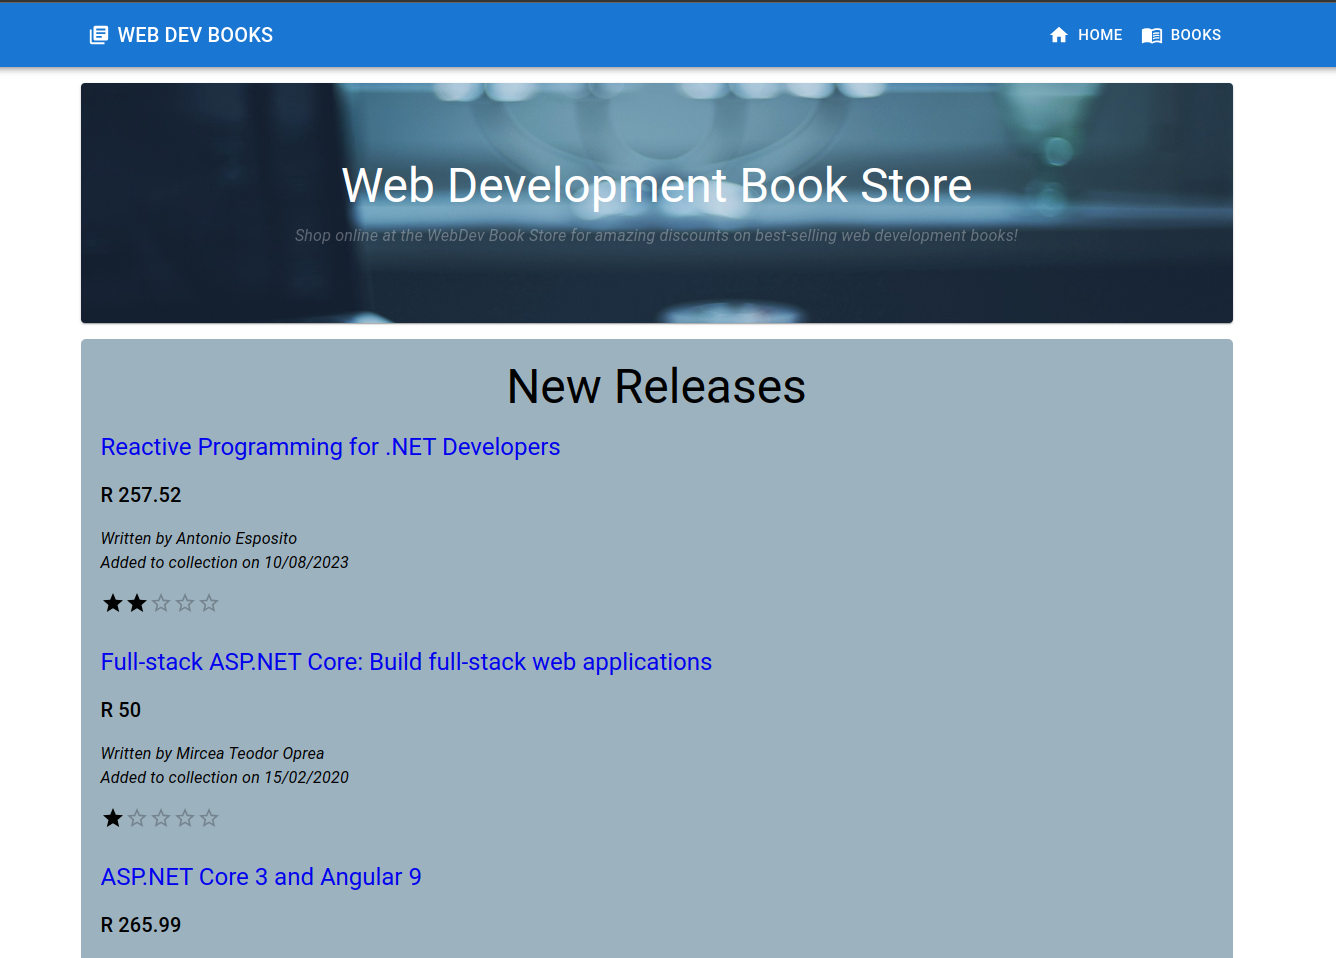 WEB DEV BOOKS
HOME
BOOKS
Web Development Book Store
Shop online at the WebDev Book Store for amazing discounts on best-selling web development books!
New Releases
Reactive Programming for .NET Developers
R 257.52
Written by Antonio Esposito
Added to collection on 10/08/2023
Full-stack ASP.NET Core: Build full-stack web applications
R 50
Written by Mircea Teodor Oprea
Added to collection on 15/02/2020
ASP.NET Core 3 and Angular 9
R 265.99